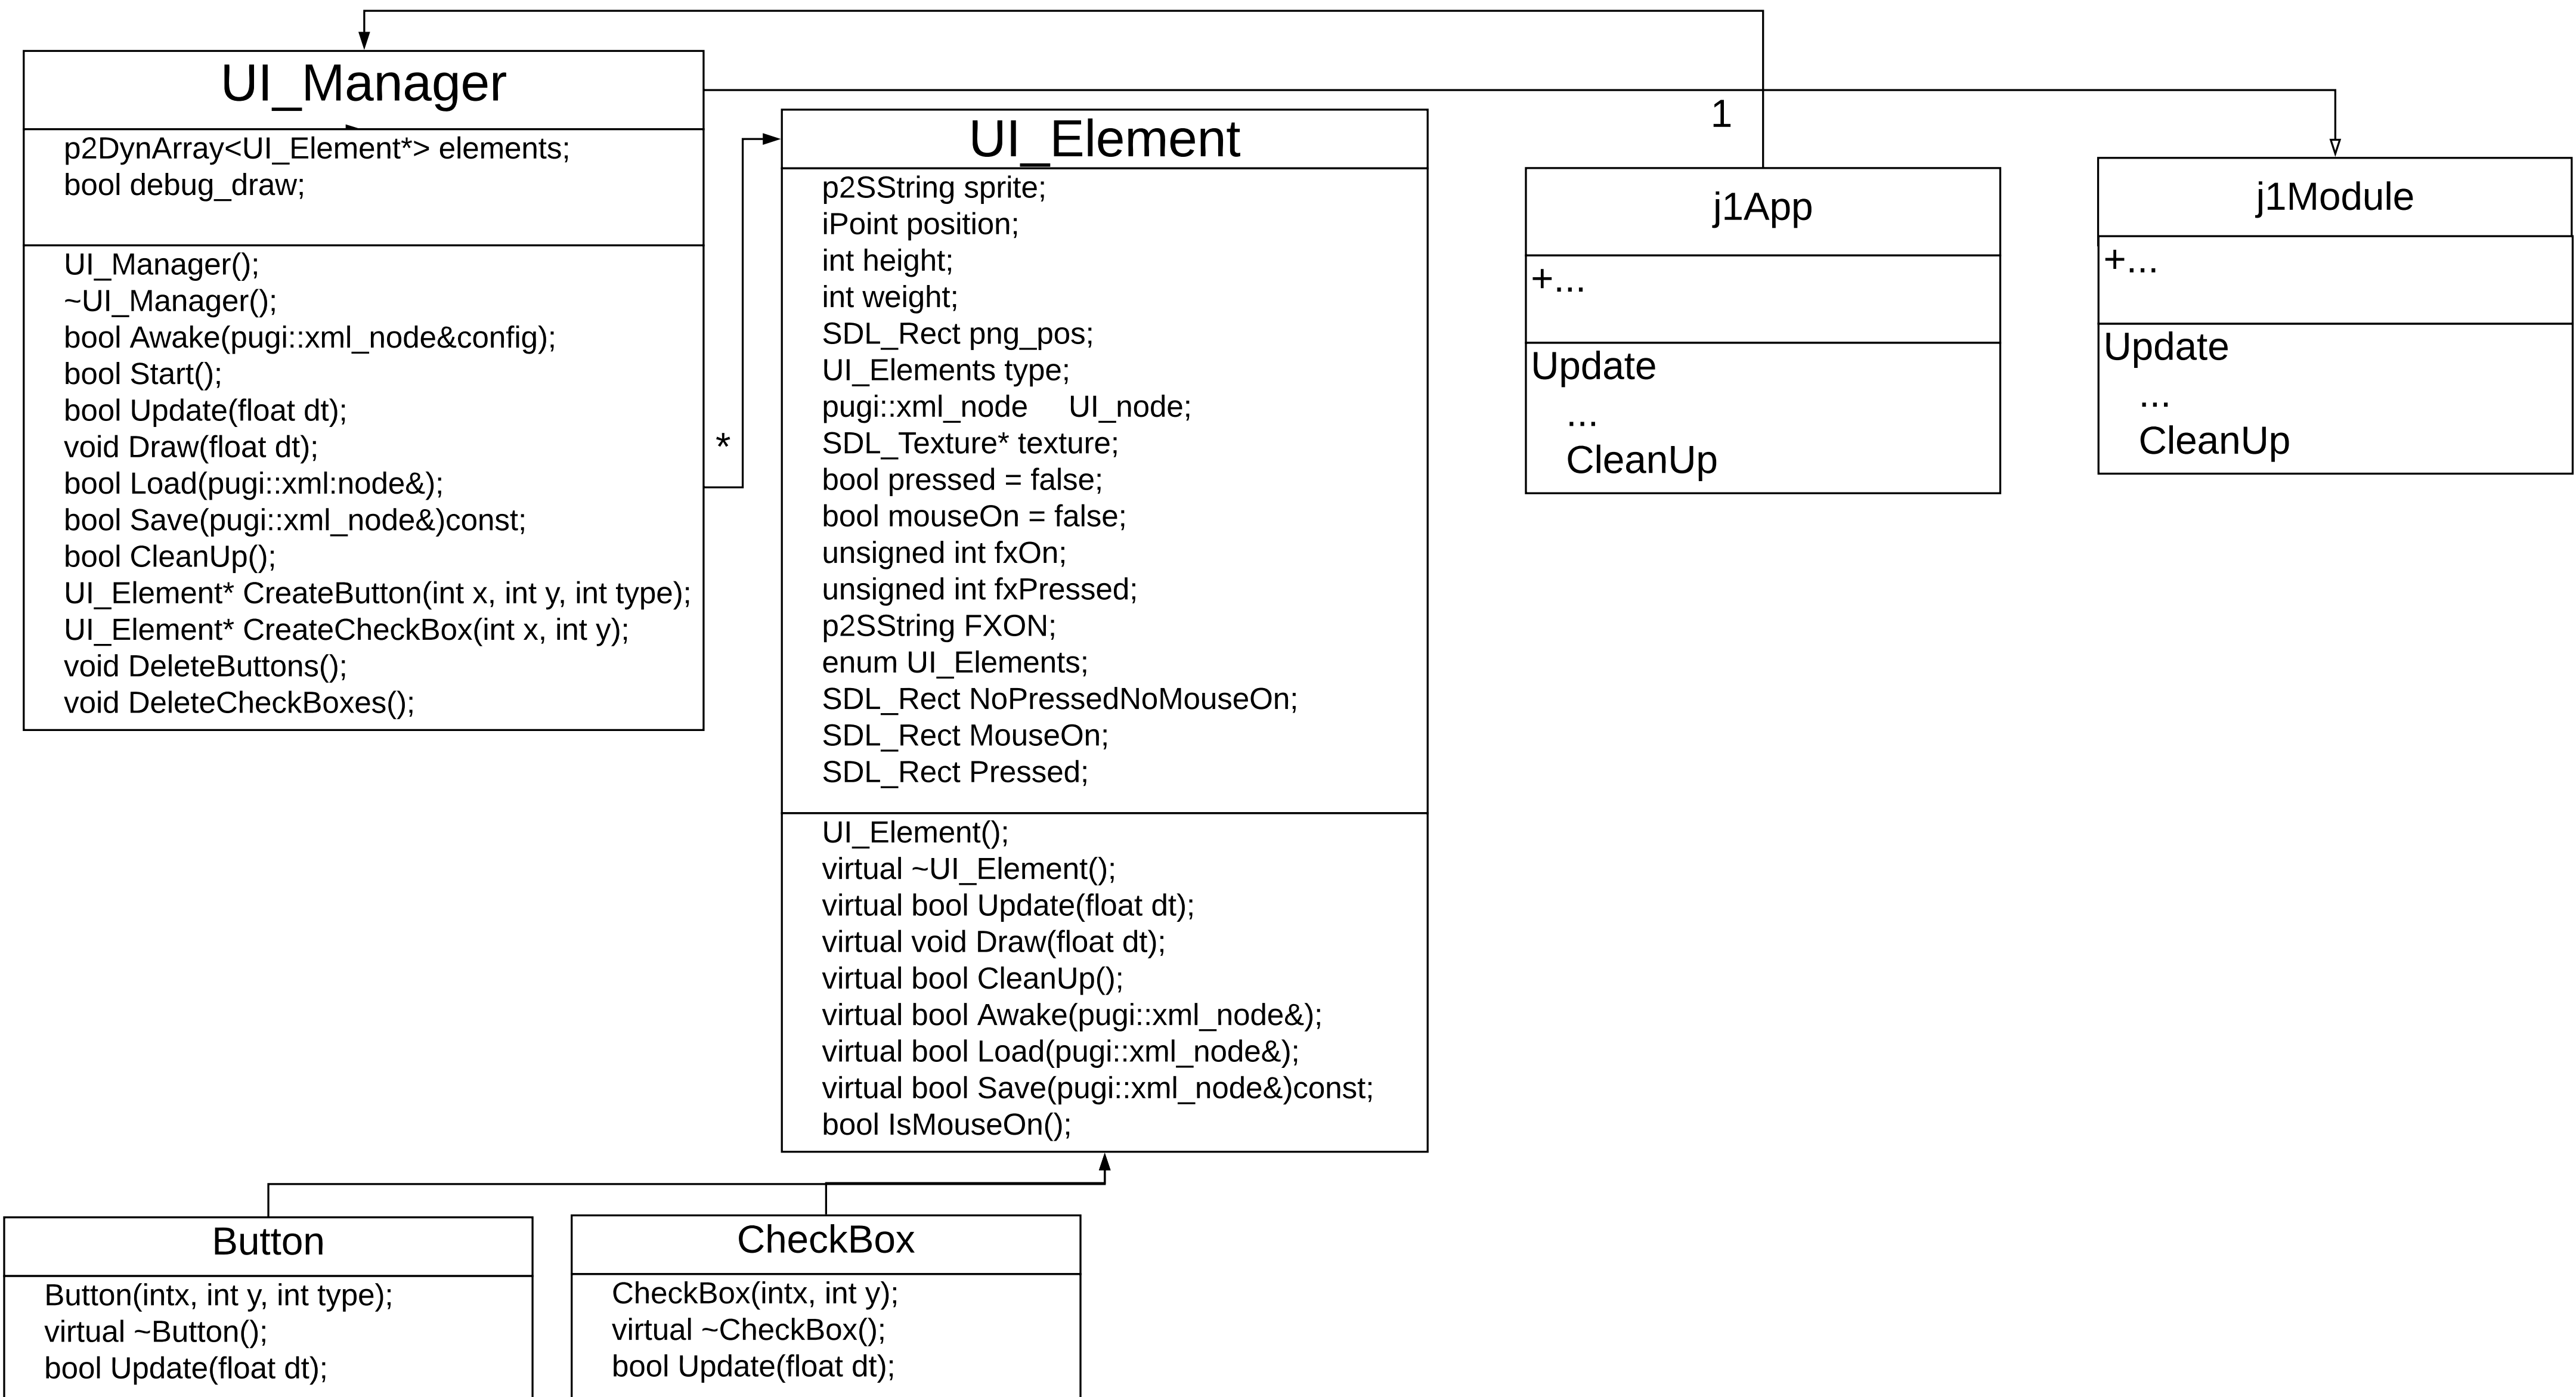 UI_Manager
p2DynArray<UI_Element*> elements;
bool debug_draw;
UI_Manager();
~UI_Manager();
bool Awake(pugi::xml_node&config);
bool Start();
bool Update(float dt);
void Draw(float dt);
bool Load(pugi::xml:node&);
bool Save(pugi::xml_node&)const;
bool CleanUp();
UI_Element* CreateButton(int x, int y, int type);
UI_Element* CreateCheckBox(int x, int y);
void DeleteButtons();
void DeleteCheckBoxes();
*
UI_Element
p2SString sprite;
iPoint position;
int height;
int weight;
SDL_Rect png_pos;
UI_Elements type;
pugi::xml_node UI_node;
SDL_Texture* texture;
bool pressed = false;
bool mouseOn = false;
unsigned int fxOn;
unsigned int fxPressed;
p2SString FXON;
enum UI_Elements;
SDL_Rect NoPressedNoMouseOn;
SDL_Rect MouseOn;
SDL_Rect Pressed;
UI_Element();
virtual ~UI_Element();
virtual bool Update(float dt);
virtual void Draw(float dt);
virtual bool CleanUp();
virtual bool Awake(pugi::xml_node&);
virtual bool Load(pugi::xml_node&);
virtual bool Save(pugi::xml_node&)const;
bool IsMouseOn();
1
j1App
+...
Update
...
CleanUp
j1Module
+...
Update
...
CleanUp
Button
Button(intx, int y, int type);
virtual ~Button();
bool Update(float dt);
CheckBox
CheckBox(intx, int y);
virtual ~CheckBox();
bool Update(float dt);